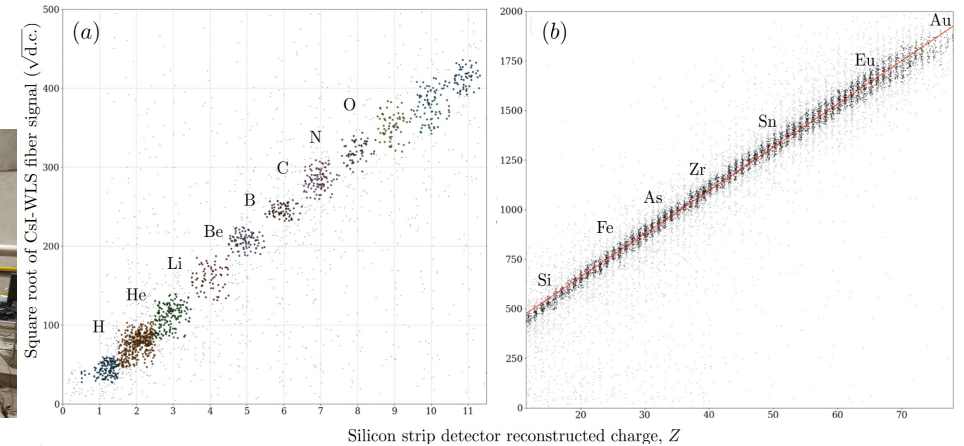 (a)
(b)
Square root of CsI-WLS fiber signal (√d.c.)
500
400
300
200
100
0
H
He
Li
Be
B
C
N
O
0 1 2 3 4 5 6 7 8 9 10 11
2000
1750
1500
1250
1000
750
500
250
0
Si
Fe
As
Zr
Sn
Eu
Au
20 30 40 50 60 70
Silicon strip detector reconstructed charge, Z